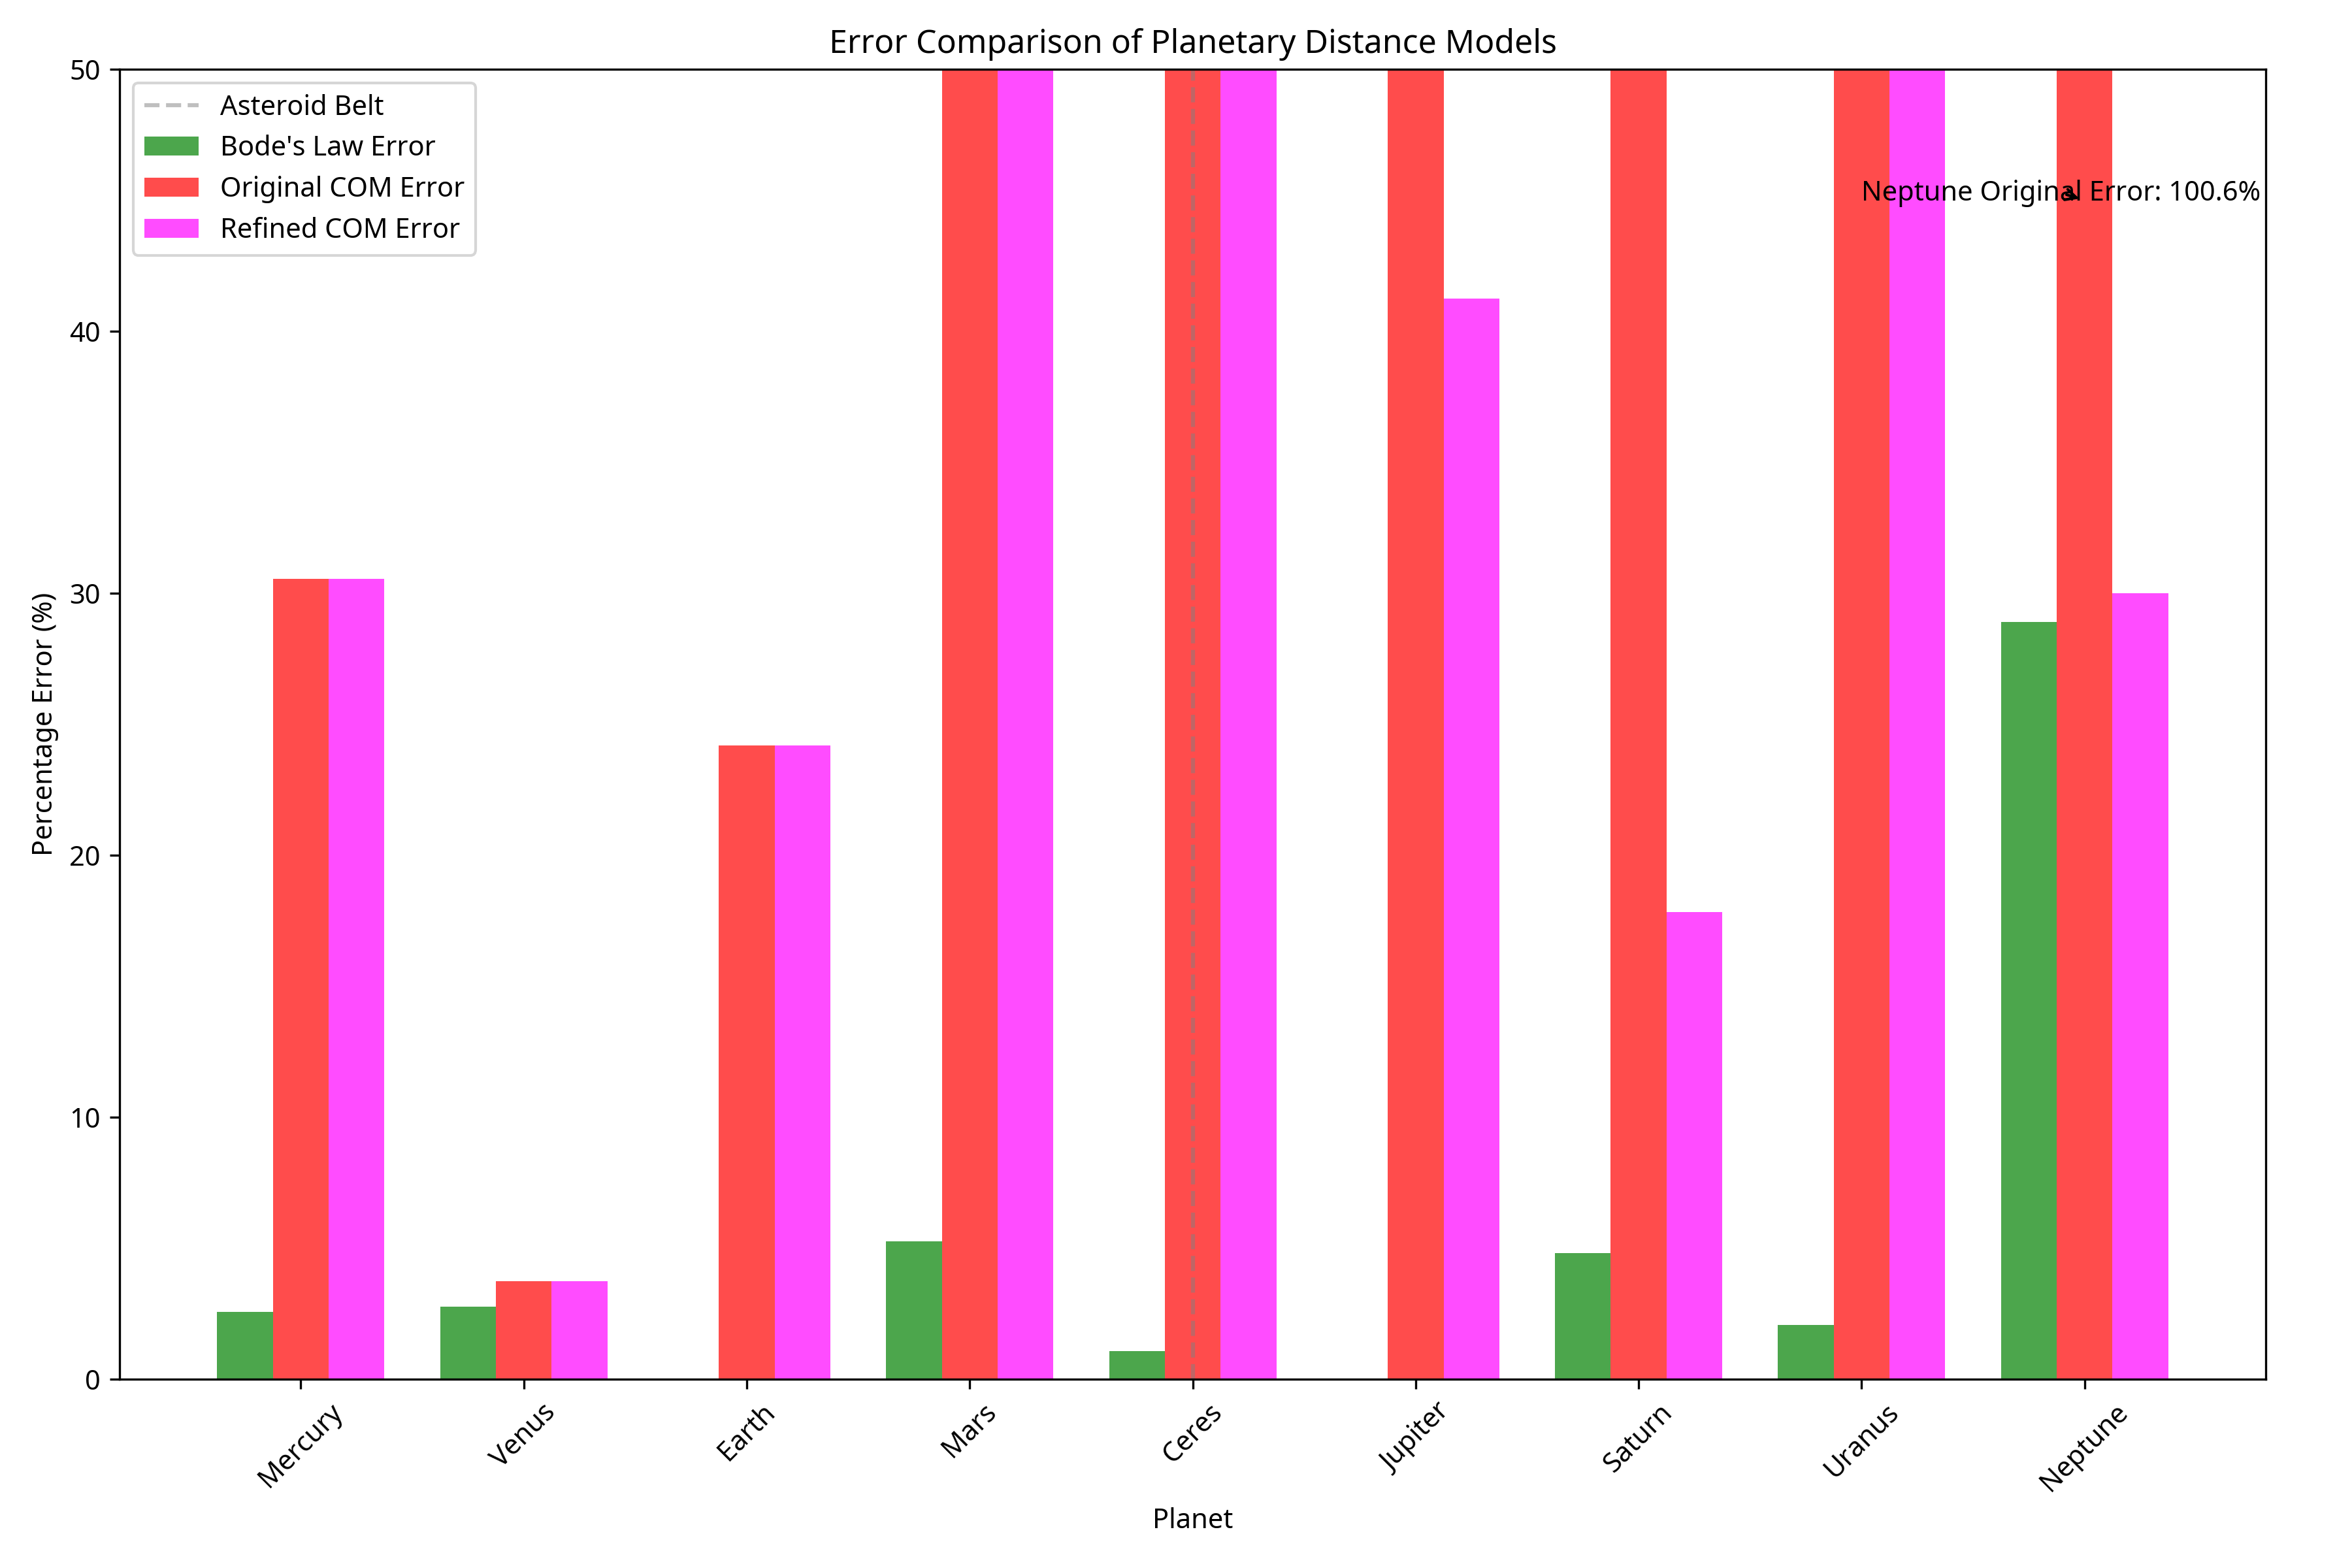 Error Comparison of Planetary Distance Models
50
40
30
20
10
0
Percentage Error (%)
Asteroid Belt
Bode's Law Error
Original COM Error
Refined COM Error
Neptune Original Error: 100.6%
Mercury
Venus
Earth
Mars
Ceres
Jupiter
Saturn
Uranus
Neptune
Planet